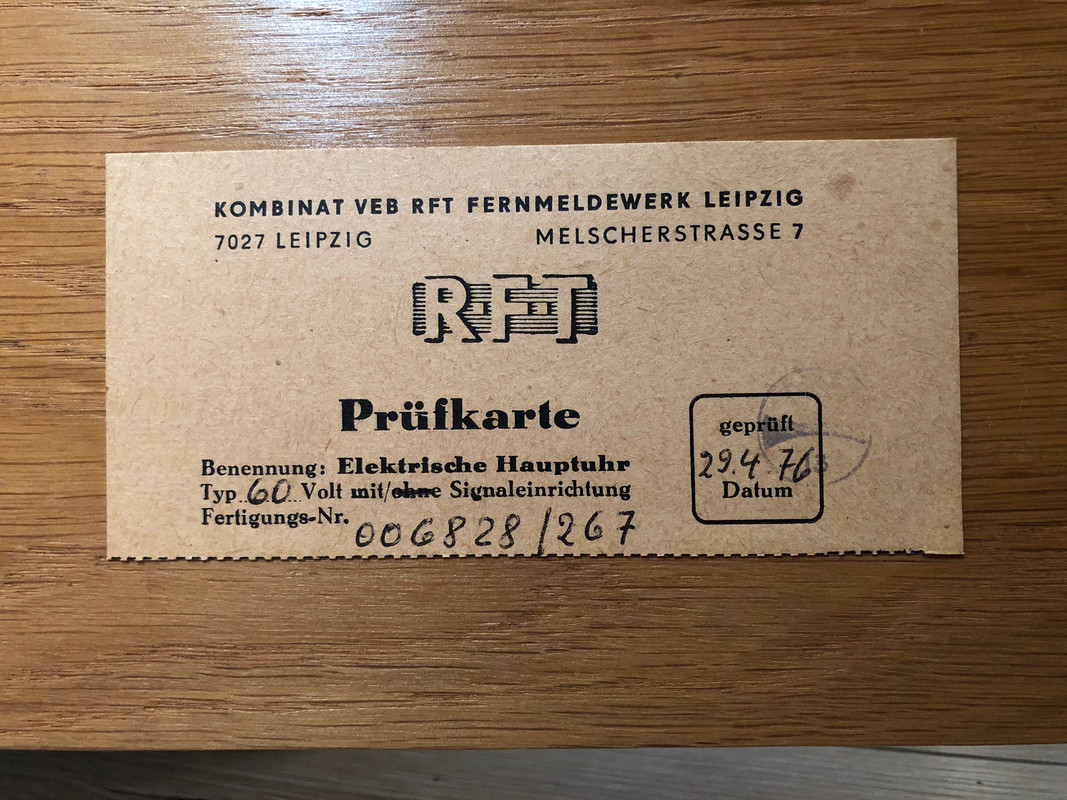 KOMBINAT VEB RFT FERNMELDEWERK LEIPZIG
7027 LEIPZIG MELSCHERSTRASSE 7
R·F·T
Prüfkarte
geprüft
29.4.76
Datum
Benennung: Elektrische Hauptuhr
Typ 60 Volt mit/ohne Signaleinrichtung
Fertigungs-Nr. 006828/267